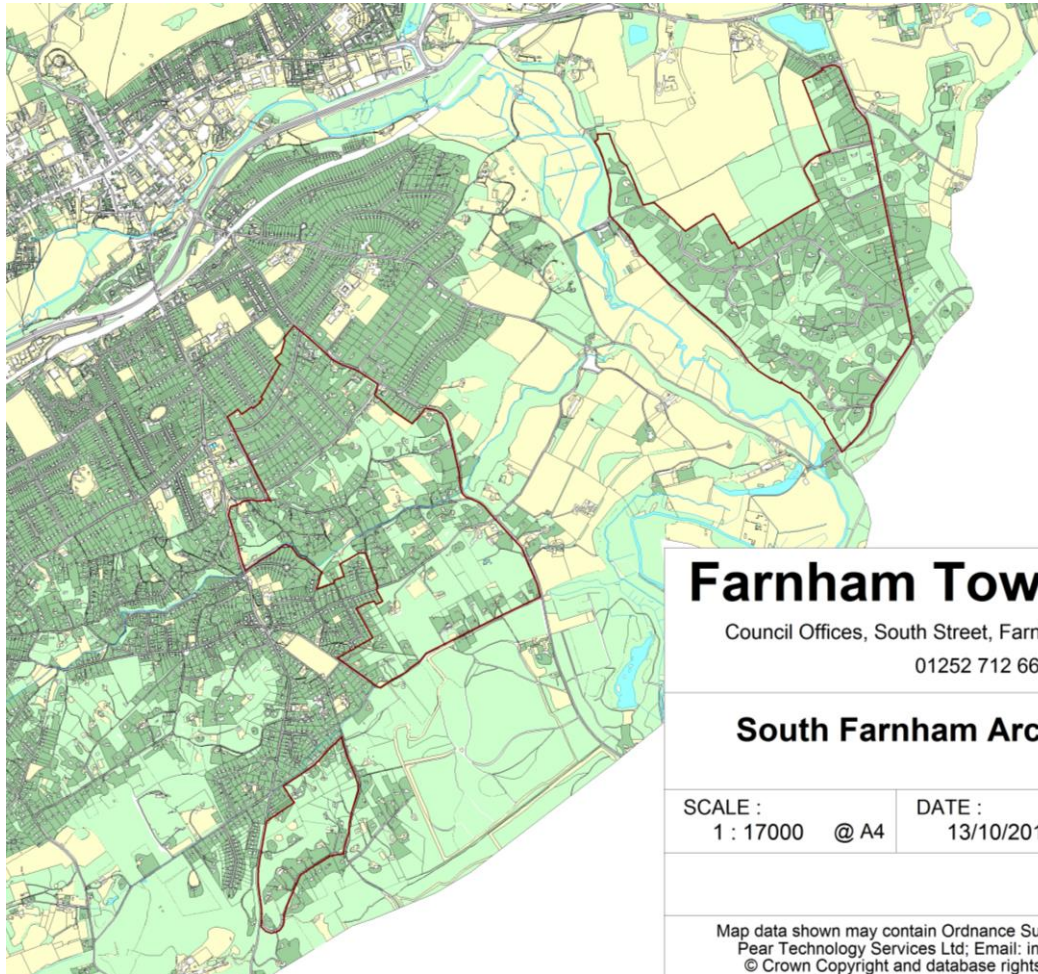 Farnham Tow
Council Offices, South Street, Farn
01252 712 66
South Farnham Arc
SCALE :
1 : 17000 @ A4
DATE :
13/10/201
Map data shown may contain Ordnance Su
Pear Technology Services Ltd; Email: in
© Crown Copyright and database rights